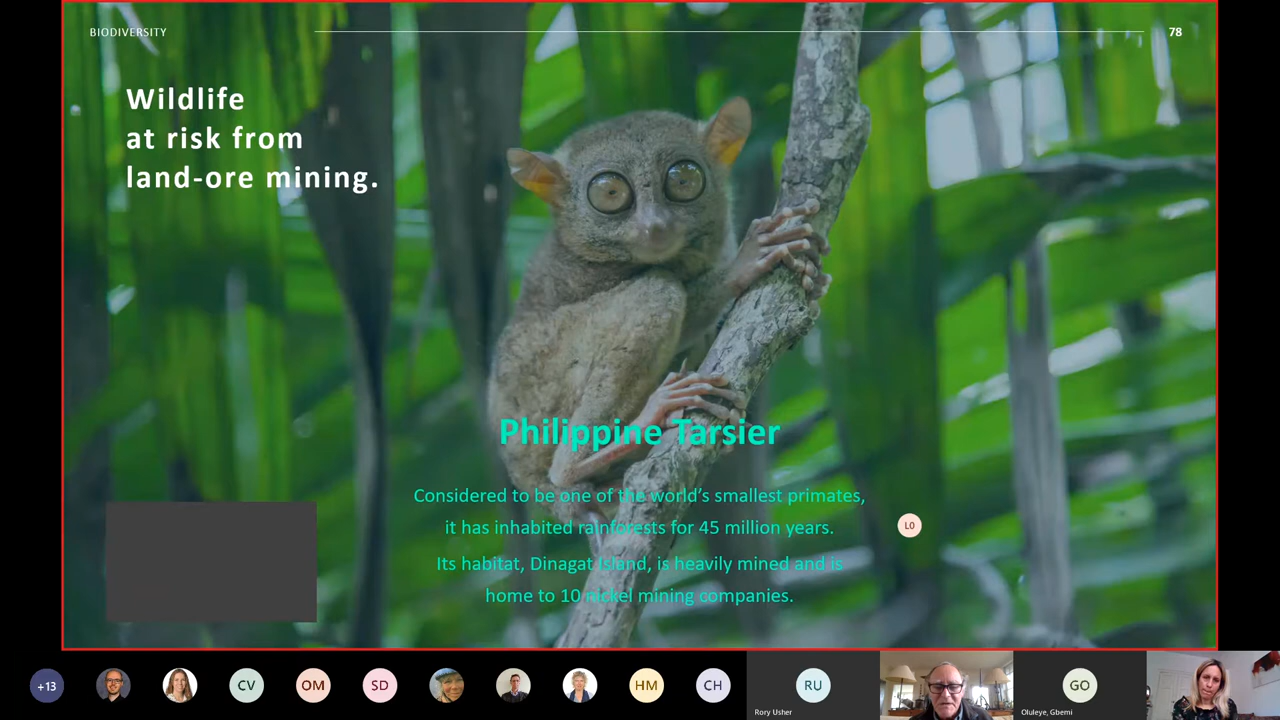 BIODIVERSITY
78
Wildlife
at risk from
land-ore mining.
Philippine Tarsier
Considered to be one of the world's smallest primates,
it has inhabited rainforests for 45 million years.
Its habitat, Dinagat Island, is heavily mined and is
home to 10 nickel mining companies.
LO
+13
CV
OM
SD
HM
CH
RU
GO
Rory Usher
Oluleye, Gbemi